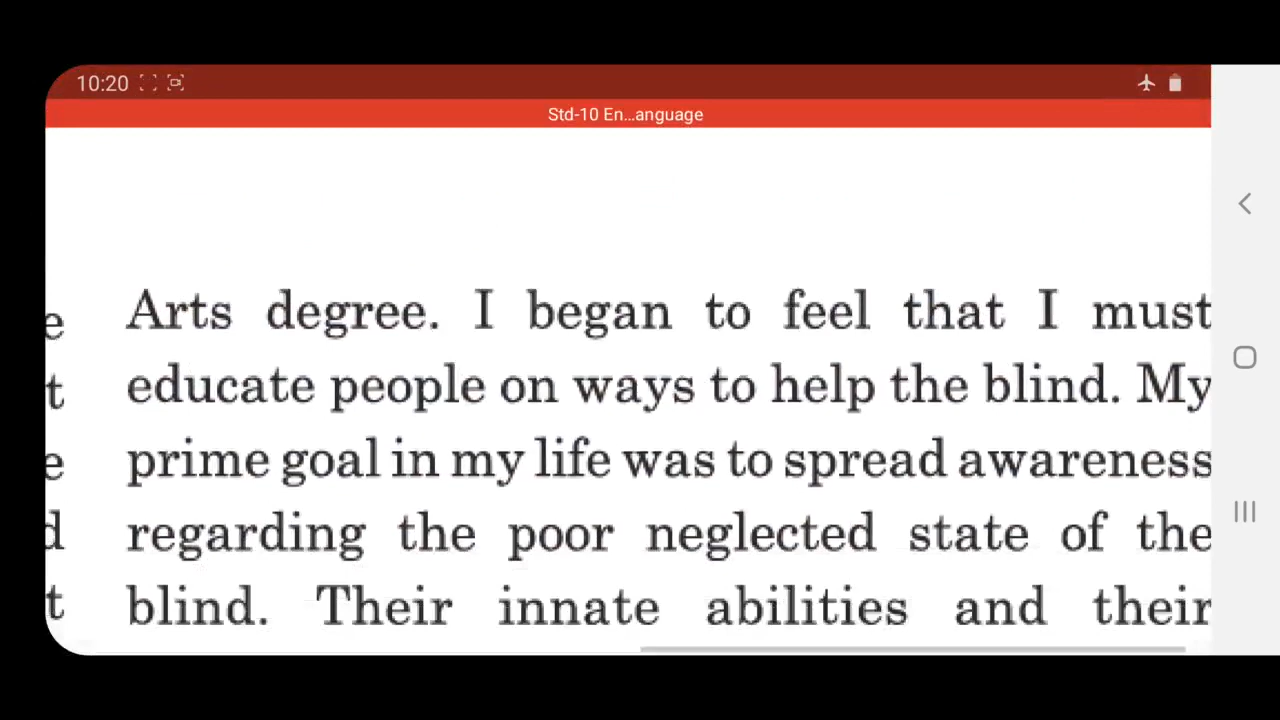 10:20
Std-10 En...anguage
Arts degree. I began to feel that I must
educate people on ways to help the blind. My
prime goal in my life was to spread awareness
regarding the poor neglected state of the
blind. Their innate abilities and their
e
t
e
d
t